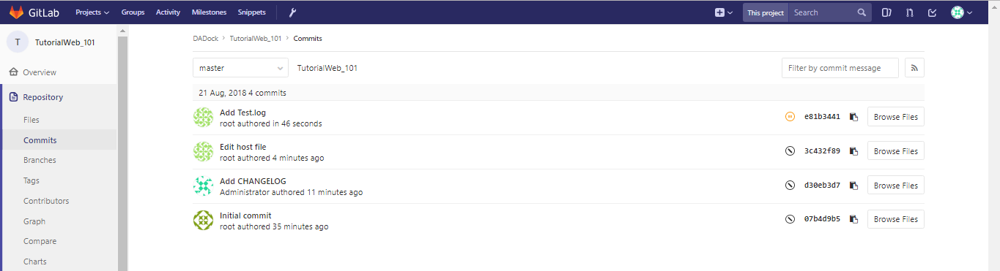 GitLab Projects Groups Activity Milestones Snippets This project Search
T TutorialWeb_101
Overview
Repository
Files
Commits
Branches
Tags
Contributors
Graph
Compare
Charts
DADock > TutorialWeb_101 > Commits
master TutorialWeb_101 Filter by commit message
21 Aug, 2018 4 commits
Add Test.log
root authored in 46 seconds
e81b3441 Browse Files
Edit host file
root authored 4 minutes ago
3c432f89 Browse Files
Add CHANGELOG
Administrator authored 11 minutes ago
d30eb3d7 Browse Files
Initial commit
root authored 35 minutes ago
07b4d9b5 Browse Files